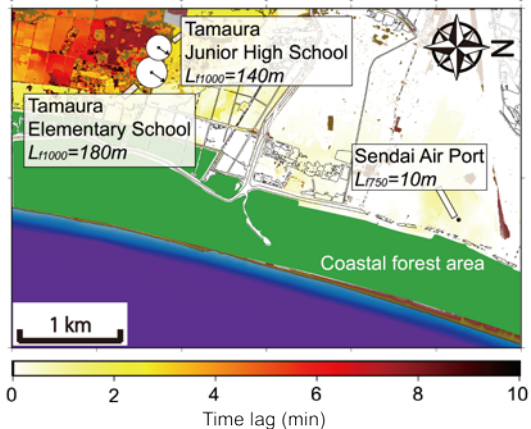 Tamaura
Junior High School
Lf1000=140m
N
Tamaura
Elementary School
Lf1000=180m
Sendai Air Port
Lf750=10m
Coastal forest area
1 km
0 2 4 6 8 10
Time lag (min)